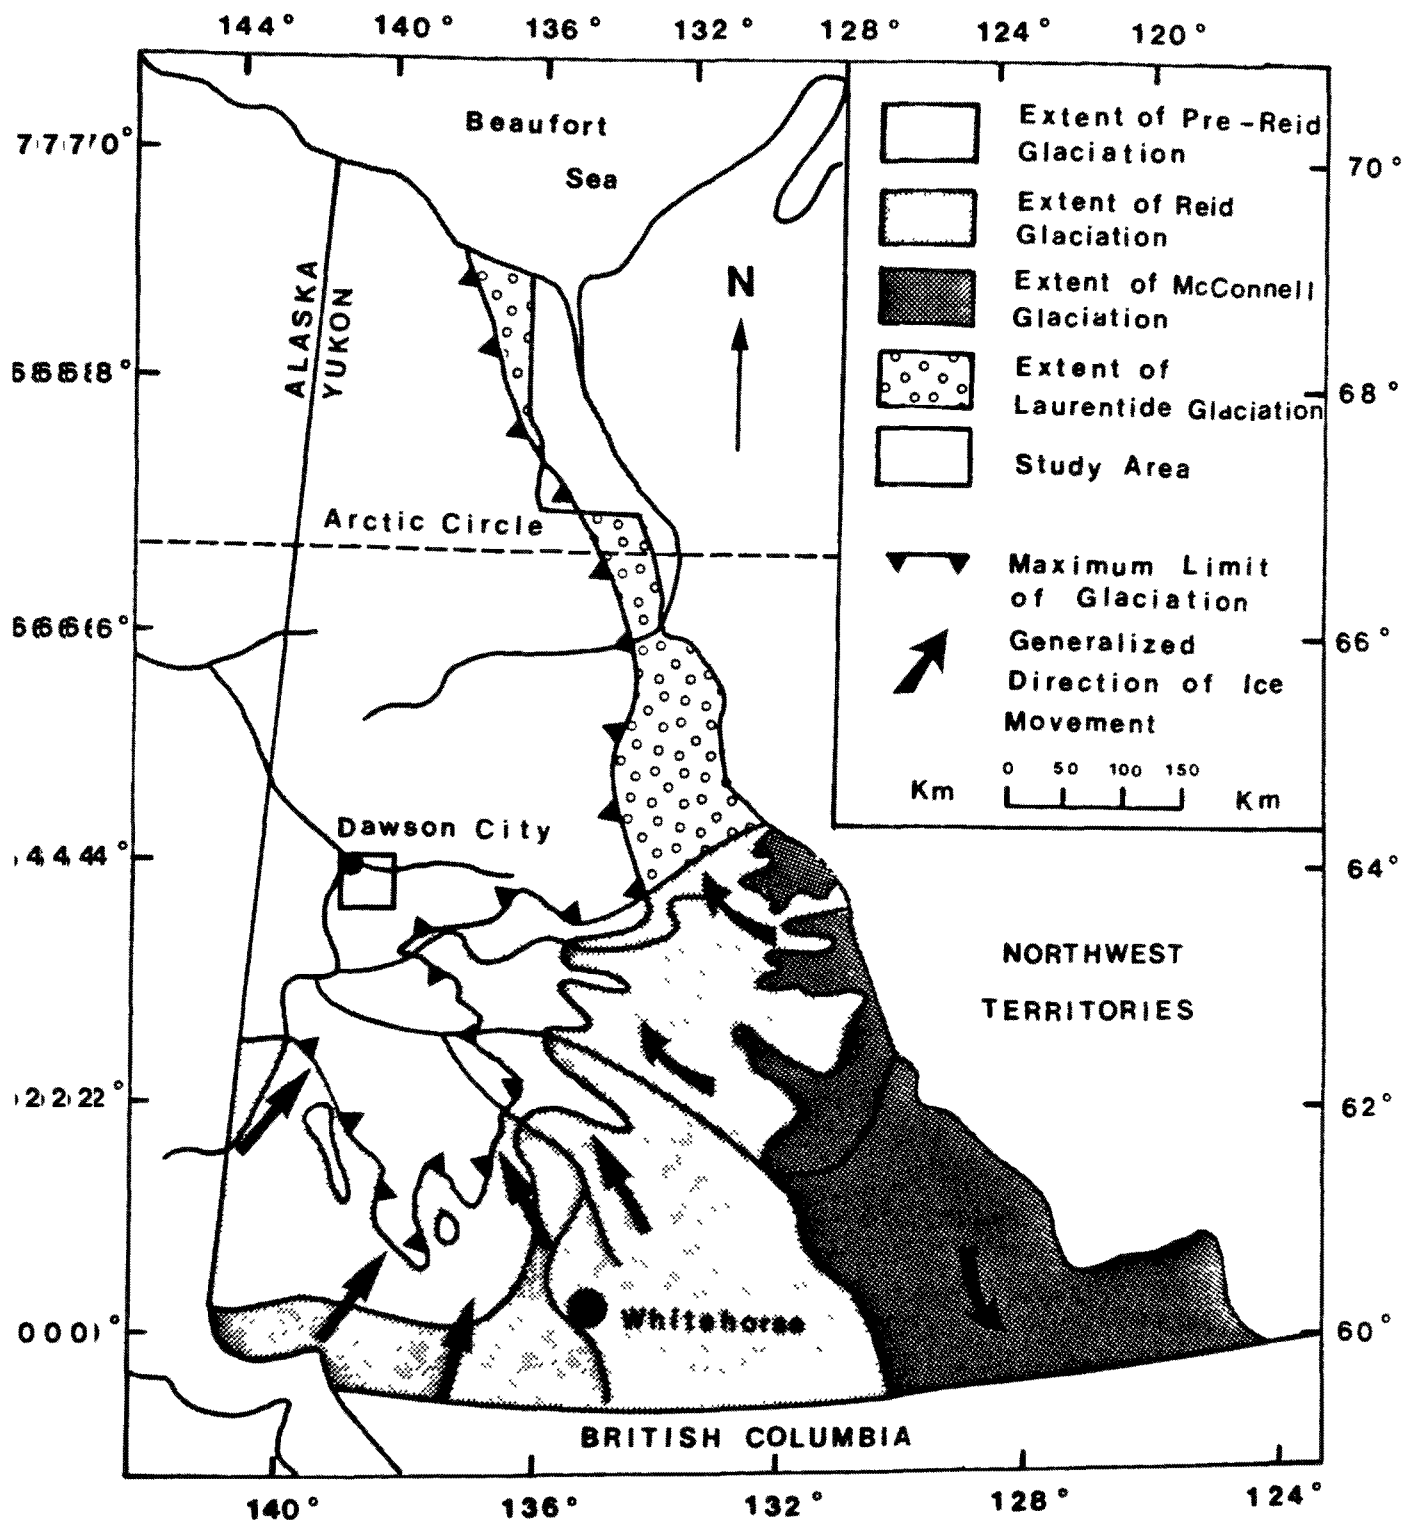 144° 140° 136° 132° 128° 124° 120°
Beaufort
Sea
70°
68°
66°
64°
62°
60°
ALASKA
YUKON
N
Arctic Circle
Dawson City
Whitehorse
NORTHWEST
TERRITORIES
BRITISH COLUMBIA
Extent of Pre-Reid
Glaciation
Extent of Reid
Glaciation
Extent of McConnell
Glaciation
Extent of
Laurentide Glaciation
Study Area
Maximum Limit
of Glaciation
Generalized
Direction of Ice
Movement
0 50 100 150
Km Km
140° 136° 132° 128° 124°